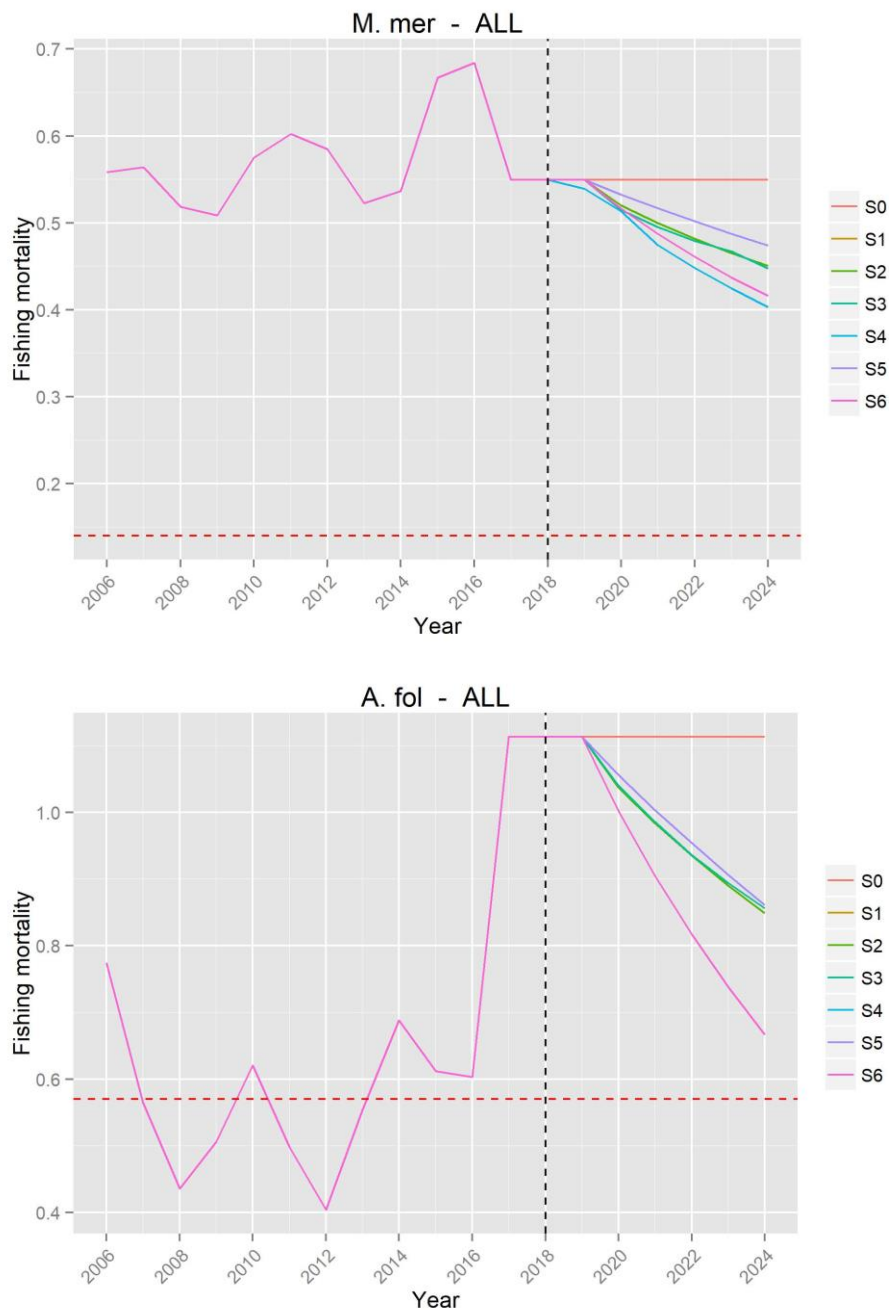 M. mer - ALL
Fishing mortality
0.7
0.6
0.5
0.4
0.3
0.2
2006
2008
2010
2012
2014
2016
2018
2020
2022
2024
Year
S0
S1
S2
S3
S4
S5
S6
A. fol - ALL
Fishing mortality
1.0
0.8
0.6
0.4
2006
2008
2010
2012
2014
2016
2018
2020
2022
2024
Year
S0
S1
S2
S3
S4
S5
S6